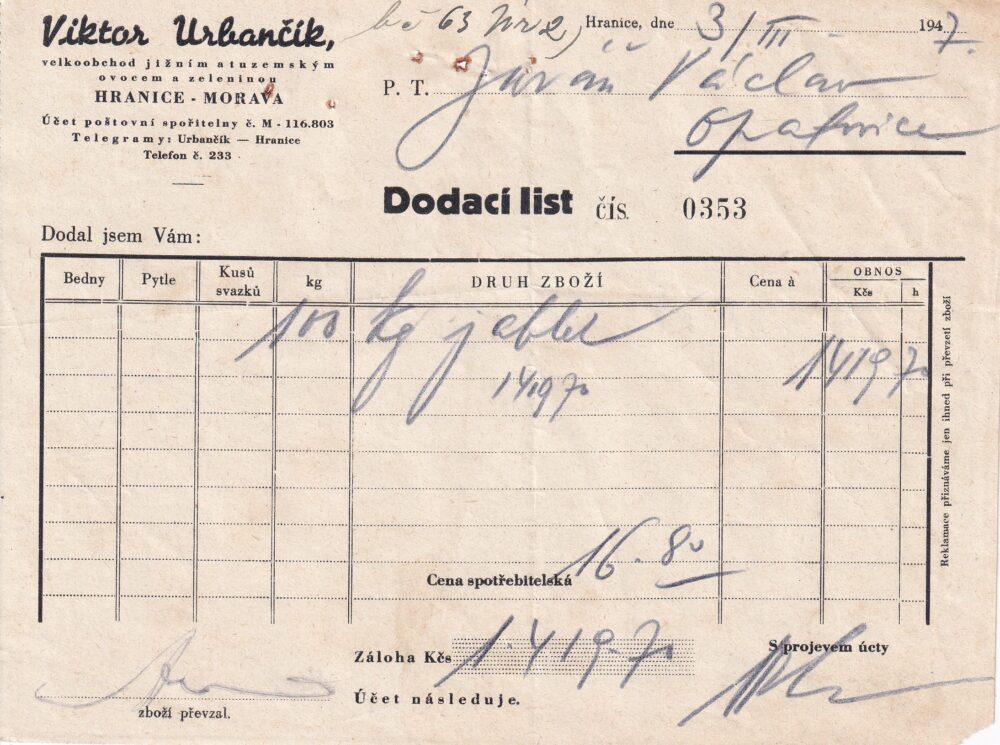 Viktor Urbančík,
velkoobchod jižním a tuzemským
ovocem a zeleninou
HRANICE - MORAVA
Účet poštovní spořitelny č. M - 116.803
Telegramy: Urbančík — Hranice
Telefon č. 233
63
Hranice, dne 3/III 1947.
P. T. Juráň Václav
Opatovice
Dodací list čís. 0353
Dodal jsem Vám:
Bedny Pytle Kusů svazků kg DRUH ZBOŽÍ Cena à OBNOS Kčs h
100 kg jablek
1419 70 1419 70
Cena spotřebitelská 16.80
Záloha Kčs 1.419.70
Účet následuje.
S projevem úcty
zboží převzal.
Reklamace přiznáváme jen ihned při převzetí zboží